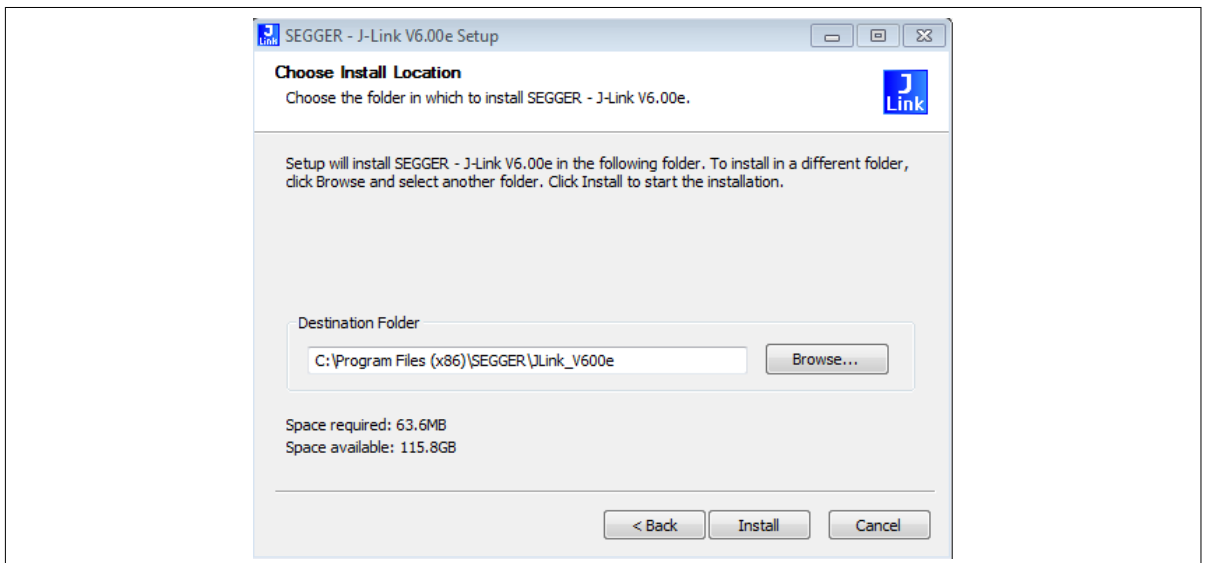 J
Link
SEGGER - J-Link V6.00e Setup
Choose Install Location
Choose the folder in which to install SEGGER - J-Link V6.00e.
J
Link
Setup will install SEGGER - J-Link V6.00e in the following folder. To install in a different folder,
click Browse and select another folder. Click Install to start the installation.
Destination Folder
C:\Program Files (x86)\SEGGER\JLink_V600e
Browse...
Space required: 63.6MB
Space available: 115.8GB
< Back
Install
Cancel